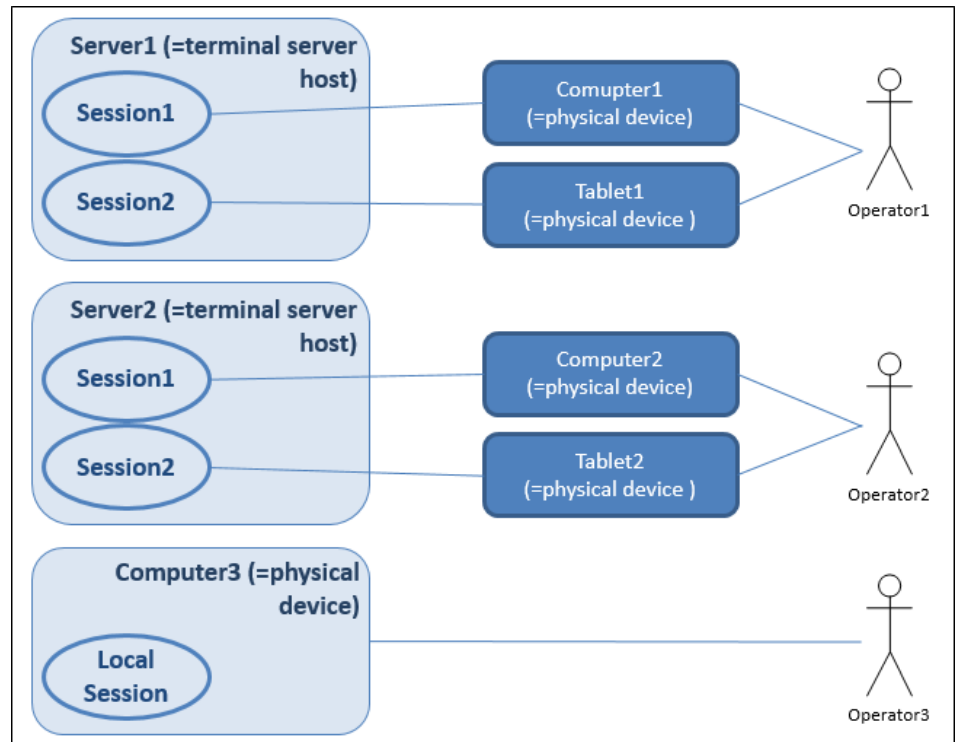 Server1 (=terminal server
host)
Session1
Session2
Comupter1
(=physical device)
Tablet1
(=physical device )
Operator1
Server2 (=terminal server
host)
Session1
Session2
Computer2
(=physical device)
Tablet2
(=physical device )
Operator2
Computer3 (=physical
device)
Local
Session
Operator3